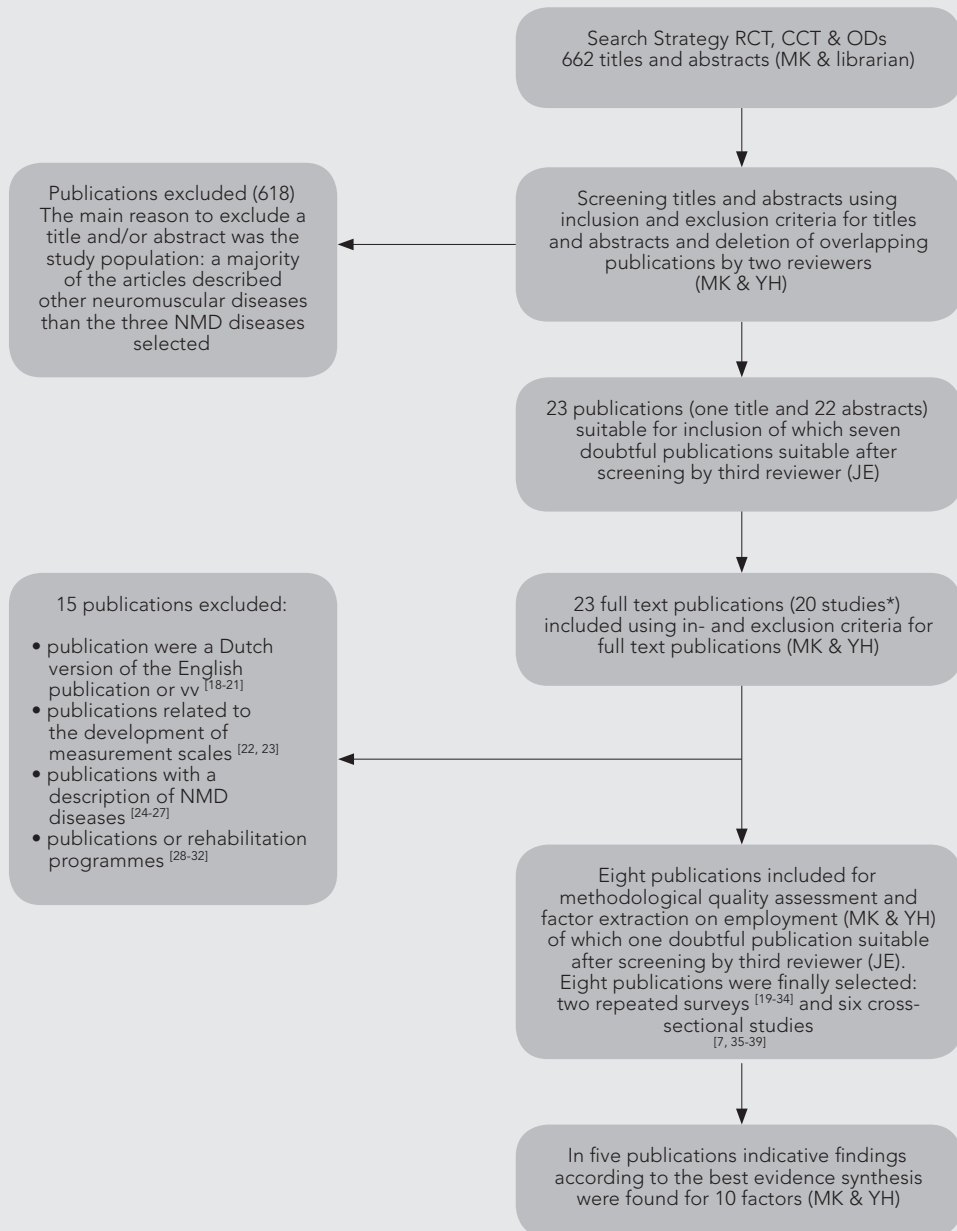 Search Strategy RCT, CCT & ODs
662 titles and abstracts (MK & librarian)
Publications excluded (618)
The main reason to exclude a
title and/or abstract was the
study population: a majority
of the articles described
other neuromuscular diseases
than the three NMD diseases
selected
Screening titles and abstracts using
inclusion and exclusion criteria for titles
and abstracts and deletion of overlapping
publications by two reviewers
(MK & YH)
23 publications (one title and 22 abstracts)
suitable for inclusion of which seven
doubtful publications suitable after
screening by third reviewer (JE)
23 full text publications (20 studies*)
included using in- and exclusion criteria for
full text publications (MK & YH)
15 publications excluded:
• publication were a Dutch
version of the English
publication or vv [18-21]
• publications related to
the development of
measurement scales [22, 23]
• publications with a
description of NMD
diseases [24-27]
• publications or rehabilitation
programmes [28-32]
Eight publications included for
methodological quality assessment and
factor extraction on employment (MK & YH)
of which one doubtful publication suitable
after screening by third reviewer (JE).
Eight publications were finally selected:
two repeated surveys [19-34] and six cross-
sectional studies
[7, 35-39]
In five publications indicative findings
according to the best evidence synthesis
were found for 10 factors (MK & YH)